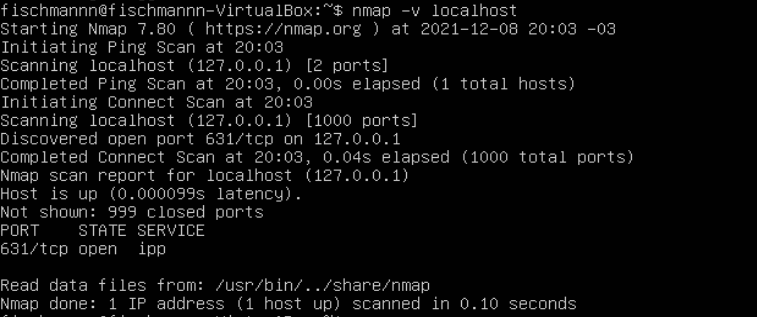 fischmannn@fischmannn-VirtualBox:~$ nmap -v localhost
Starting Nmap 7.80 ( https://nmap.org ) at 2021-12-08 20:03 -03
Initiating Ping Scan at 20:03
Scanning localhost (127.0.0.1) [2 ports]
Completed Ping Scan at 20:03, 0.00s elapsed (1 total hosts)
Initiating Connect Scan at 20:03
Scanning localhost (127.0.0.1) [1000 ports]
Discovered open port 631/tcp on 127.0.0.1
Completed Connect Scan at 20:03, 0.04s elapsed (1000 total ports)
Nmap scan report for localhost (127.0.0.1)
Host is up (0.000099s latency).
Not shown: 999 closed ports
PORT    STATE SERVICE
631/tcp open  ipp

Read data files from: /usr/bin/../share/nmap
Nmap done: 1 IP address (1 host up) scanned in 0.10 seconds